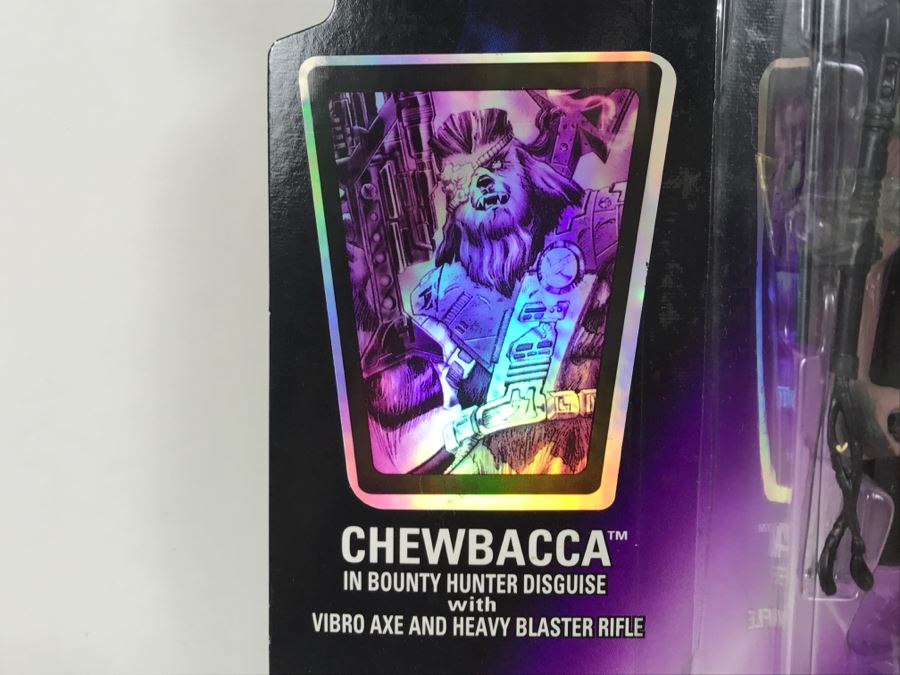 CHEWBACCA™
IN BOUNTY HUNTER DISGUISE
with
VIBRO AXE AND HEAVY BLASTER RIFLE